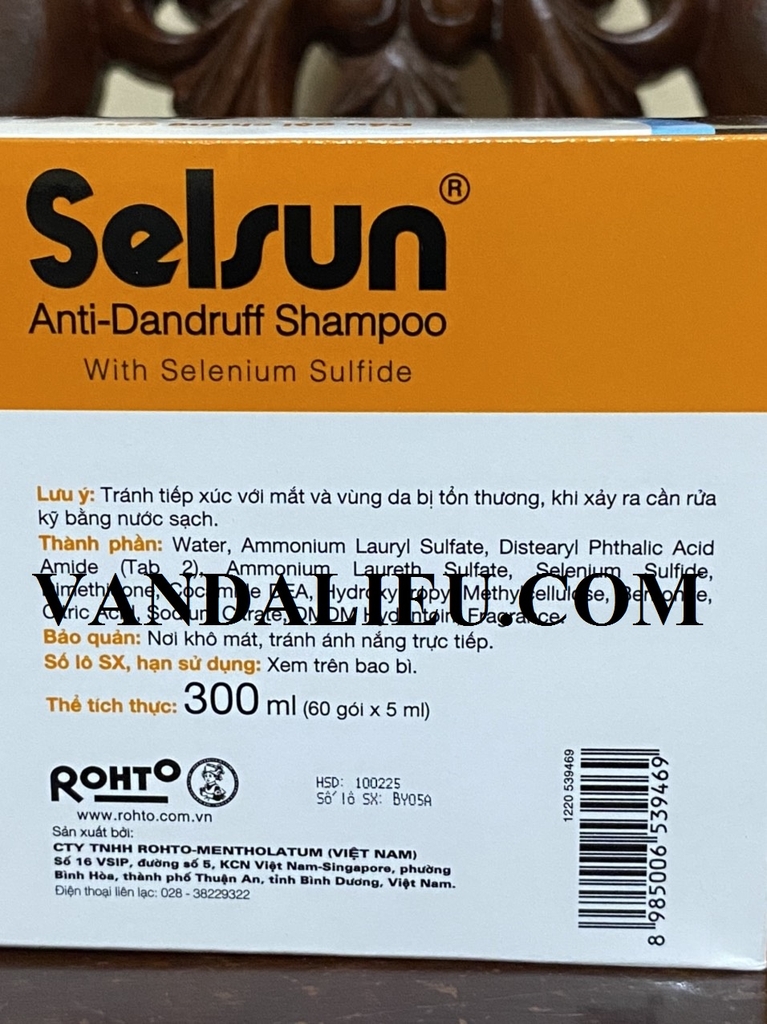 Selsun®
Anti-Dandruff Shampoo
With Selenium Sulfide
Lưu ý: Tránh tiếp xúc với mắt và vùng da bị tổn thương, khi xảy ra cần rửa
kỹ bằng nước sạch.
Thành phần: Water, Ammonium Lauryl Sulfate, Distearyl Phthalic Acid
Amide (Tab 2), Ammonium Laureth Sulfate, Selenium Sulfide,
VANDALIEU.COM
Citric Acid, Sodium Citrate, DMDM Hydantoin, Fragrance.
Bảo quản: Nơi khô mát, tránh ánh nắng trực tiếp.
Số lô SX, hạn sử dụng: Xem trên bao bì.
Thể tích thực: 300 ml (60 gói x 5 ml)
ROHTO
www.rohto.com.vn
HSD: 100225
Số lô SX: BY05A
Sản xuất bởi:
CTY TNHH ROHTO-MENTHOLATUM (VIỆT NAM)
Số 16 VSIP, đường số 5, KCN Việt Nam-Singapore, phường
Bình Hòa, thành phố Thuận An, tỉnh Bình Dương, Việt Nam.
Điện thoại liên lạc: 028 - 38229322
1220 539469
8 985006 539469